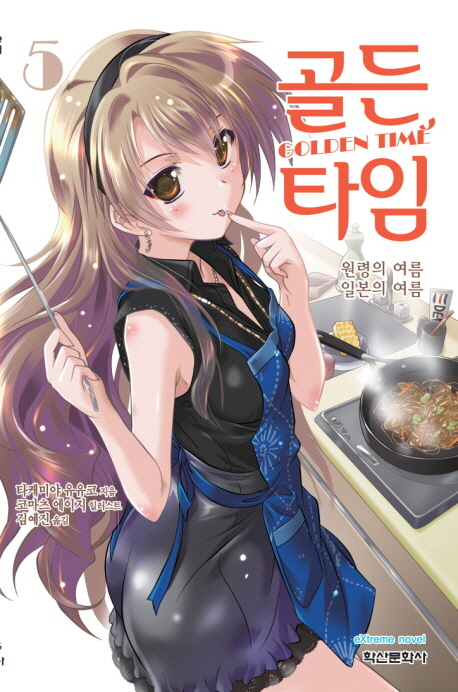 5
골든
GOLDEN TIME
타임
원령의 여름
일본의 여름
타케미야 유유코 지음
코마츠 에이지 일러스트
김예진 옮김
eXtreme novel
학산문화사